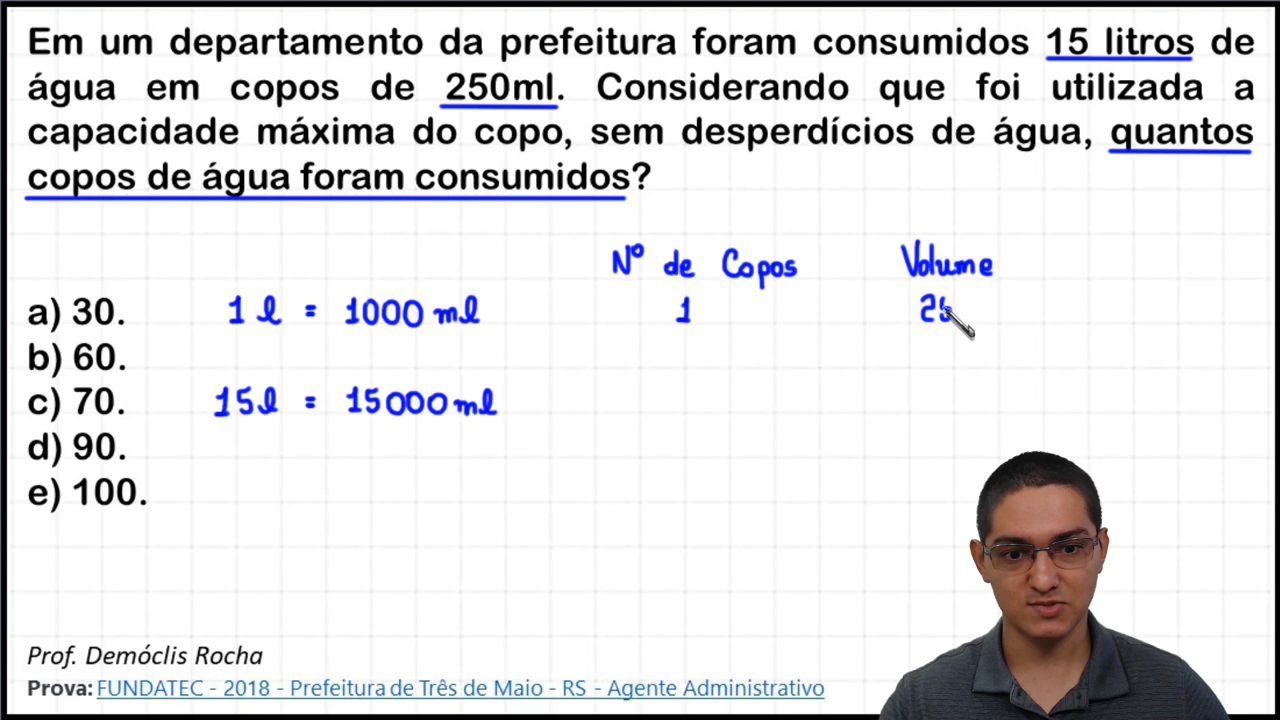 Em um departamento da prefeitura foram consumidos 15 litros de
água em copos de 250ml. Considerando que foi utilizada a
capacidade máxima do copo, sem desperdícios de água, quantos
copos de água foram consumidos?
Nº de Copos Volume
a) 30. 1 l = 1000 ml 1 25
b) 60.
c) 70. 15 l = 15000 ml
d) 90.
e) 100.
Prof. Demóclis Rocha
Prova: FUNDATEC - 2018 - Prefeitura de Três de Maio - RS - Agente Administrativo